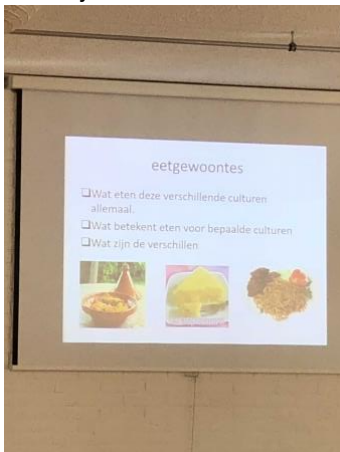 eetgewoontes
❑Wat eten deze verschillende culturen
allemaal.
❑Wat betekent eten voor bepaalde culturen
❑Wat zijn de verschillen